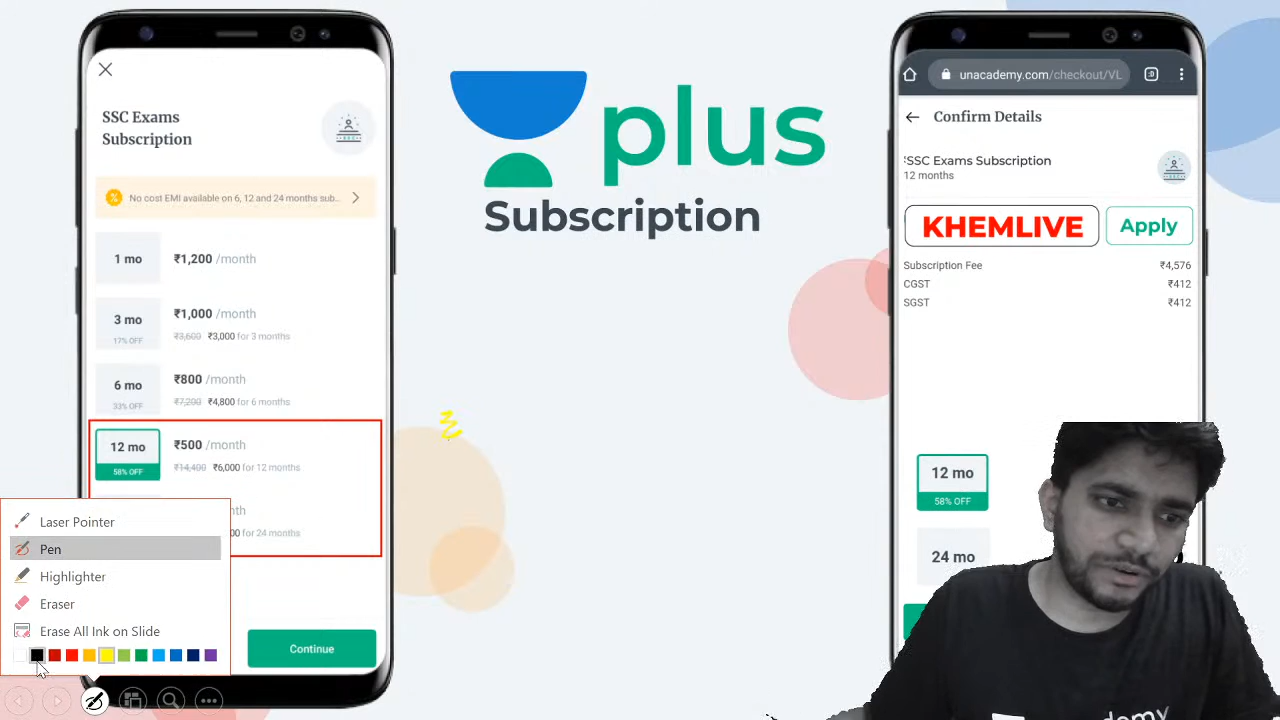 SSC Exams
Subscription
No cost EMI available on 6, 12 and 24 months sub..
1 mo
₹1,200 /month
3 mo
17% OFF
₹1,000 /month
₹3,600 ₹3,000 for 3 months
6 mo
33% OFF
₹800 /month
₹7,200 ₹4,800 for 6 months
12 mo
58% OFF
₹500 /month
₹14,400 ₹6,000 for 12 months
for 24 months
Continue
Laser Pointer
Pen
Highlighter
Eraser
Erase All Ink on Slide
plus
Subscription
unacademy.com/checkout/VL
Confirm Details
SSC Exams Subscription
12 months
KHEMLIVE
Apply
Subscription Fee ₹4,576
CGST ₹412
SGST ₹412
12 mo
58% OFF
24 mo